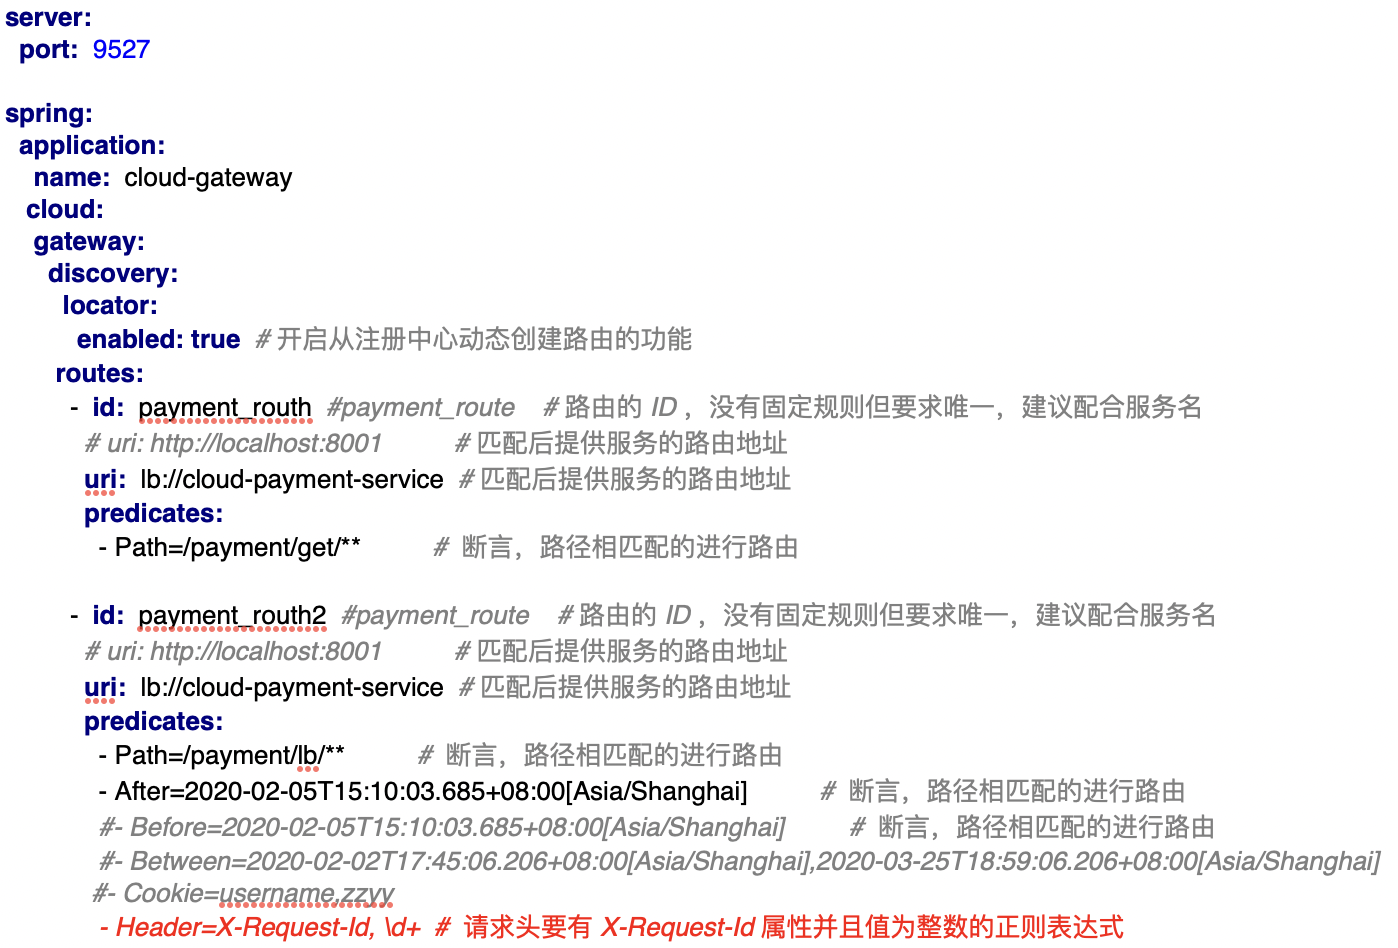 server:
port: 9527
spring:
application:
name: cloud-gateway
cloud:
gateway:
discovery:
locator:
enabled: true # 开启从注册中心动态创建路由的功能
routes:
- id: payment_routh #payment_route # 路由的 ID ，没有固定规则但要求唯一，建议配合服务名
# uri: http://localhost:8001 # 匹配后提供服务的路由地址
uri: lb://cloud-payment-service # 匹配后提供服务的路由地址
predicates:
- Path=/payment/get/** # 断言，路径相匹配的进行路由
- id: payment_routh2 #payment_route # 路由的 ID ，没有固定规则但要求唯一，建议配合服务名
# uri: http://localhost:8001 # 匹配后提供服务的路由地址
uri: lb://cloud-payment-service # 匹配后提供服务的路由地址
predicates:
- Path=/payment/lb/** # 断言，路径相匹配的进行路由
- After=2020-02-05T15:10:03.685+08:00[Asia/Shanghai] # 断言，路径相匹配的进行路由
#- Before=2020-02-05T15:10:03.685+08:00[Asia/Shanghai] # 断言，路径相匹配的进行路由
#- Between=2020-02-02T17:45:06.206+08:00[Asia/Shanghai],2020-03-25T18:59:06.206+08:00[Asia/Shanghai]
#- Cookie=username,zzyy
- Header=X-Request-Id, \d+ # 请求头要有 X-Request-Id 属性并且值为整数的正则表达式